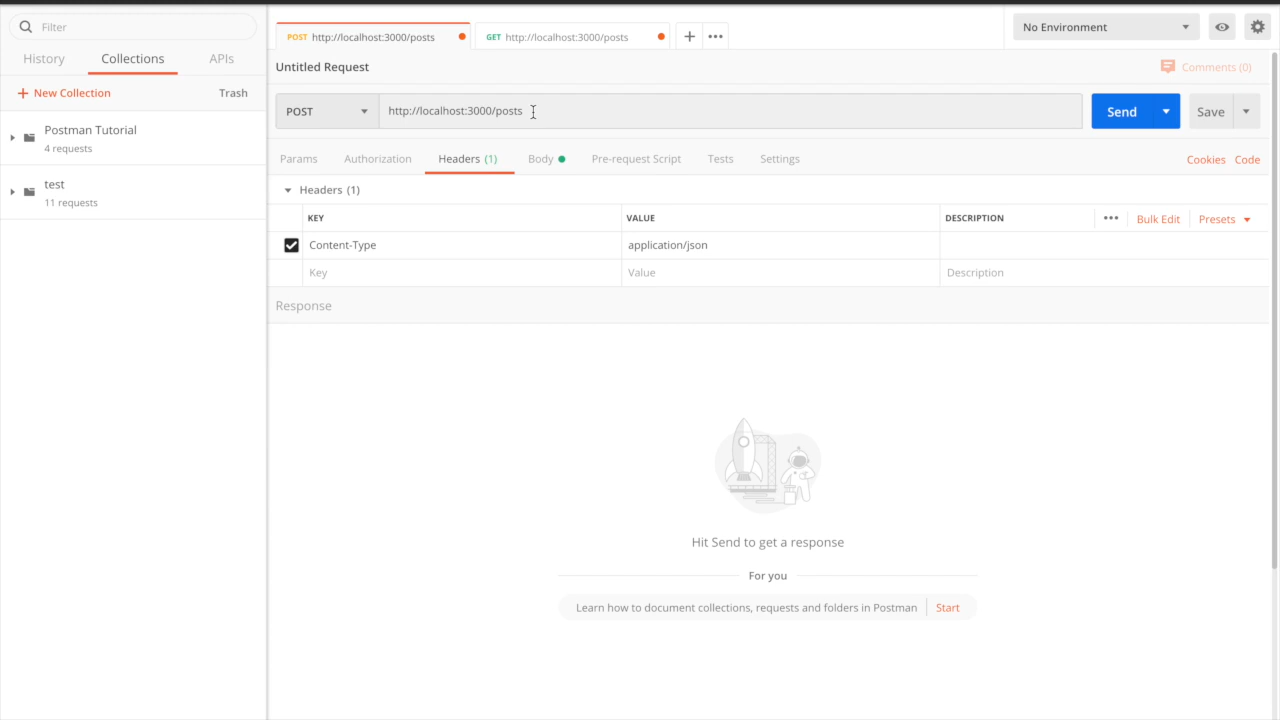 Filter
History Collections APIs
+ New Collection Trash
Postman Tutorial
4 requests
test
11 requests
POST http://localhost:3000/posts GET http://localhost:3000/posts + ••• No Environment
Untitled Request Comments (0)
POST http://localhost:3000/posts Send Save
Params Authorization Headers (1) Body Pre-request Script Tests Settings Cookies Code
Headers (1)
KEY VALUE DESCRIPTION ••• Bulk Edit Presets
Content-Type application/json
Key Value Description
Response
Hit Send to get a response
For you
Learn how to document collections, requests and folders in Postman Start